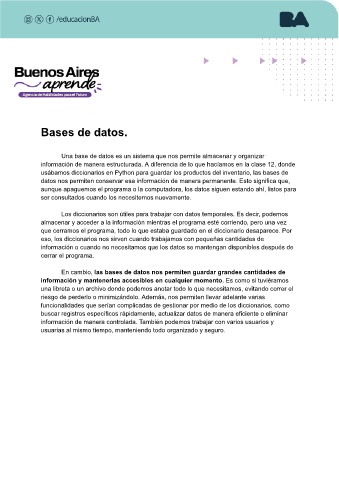 /educacionBA
BA
Buenos Aires
aprende
Agencia de Habilidades para el Futuro
Bases de datos.
Una base de datos es un sistema que nos permite almacenar y organizar
información de manera estructurada. A diferencia de lo que hacíamos en la clase 12, donde
usábamos diccionarios en Python para guardar los productos del inventario, las bases de
datos nos permiten conservar esa información de manera permanente. Esto significa que,
aunque apaguemos el programa o la computadora, los datos siguen estando ahí, listos para
ser consultados cuando los necesitemos nuevamente.
Los diccionarios son útiles para trabajar con datos temporales. Es decir, podemos
almacenar y acceder a la información mientras el programa esté corriendo, pero una vez
que cerramos el programa, todo lo que estaba guardado en el diccionario desaparece. Por
eso, los diccionarios nos sirven cuando trabajamos con pequeñas cantidades de
información o cuando no necesitamos que los datos se mantengan disponibles después de
cerrar el programa.
En cambio, las bases de datos nos permiten guardar grandes cantidades de
información y mantenerlas accesibles en cualquier momento. Es como si tuviéramos
una libreta o un archivo donde podemos anotar todo lo que necesitamos, evitando correr el
riesgo de perderlo o minimizándolo. Además, nos permiten llevar adelante varias
funcionalidades que serían complicadas de gestionar por medio de los diccionarios, como
buscar registros específicos rápidamente, actualizar datos de manera eficiente o eliminar
información de manera controlada. También podemos trabajar con varios usuarios y
usuarias al mismo tiempo, manteniendo todo organizado y seguro.